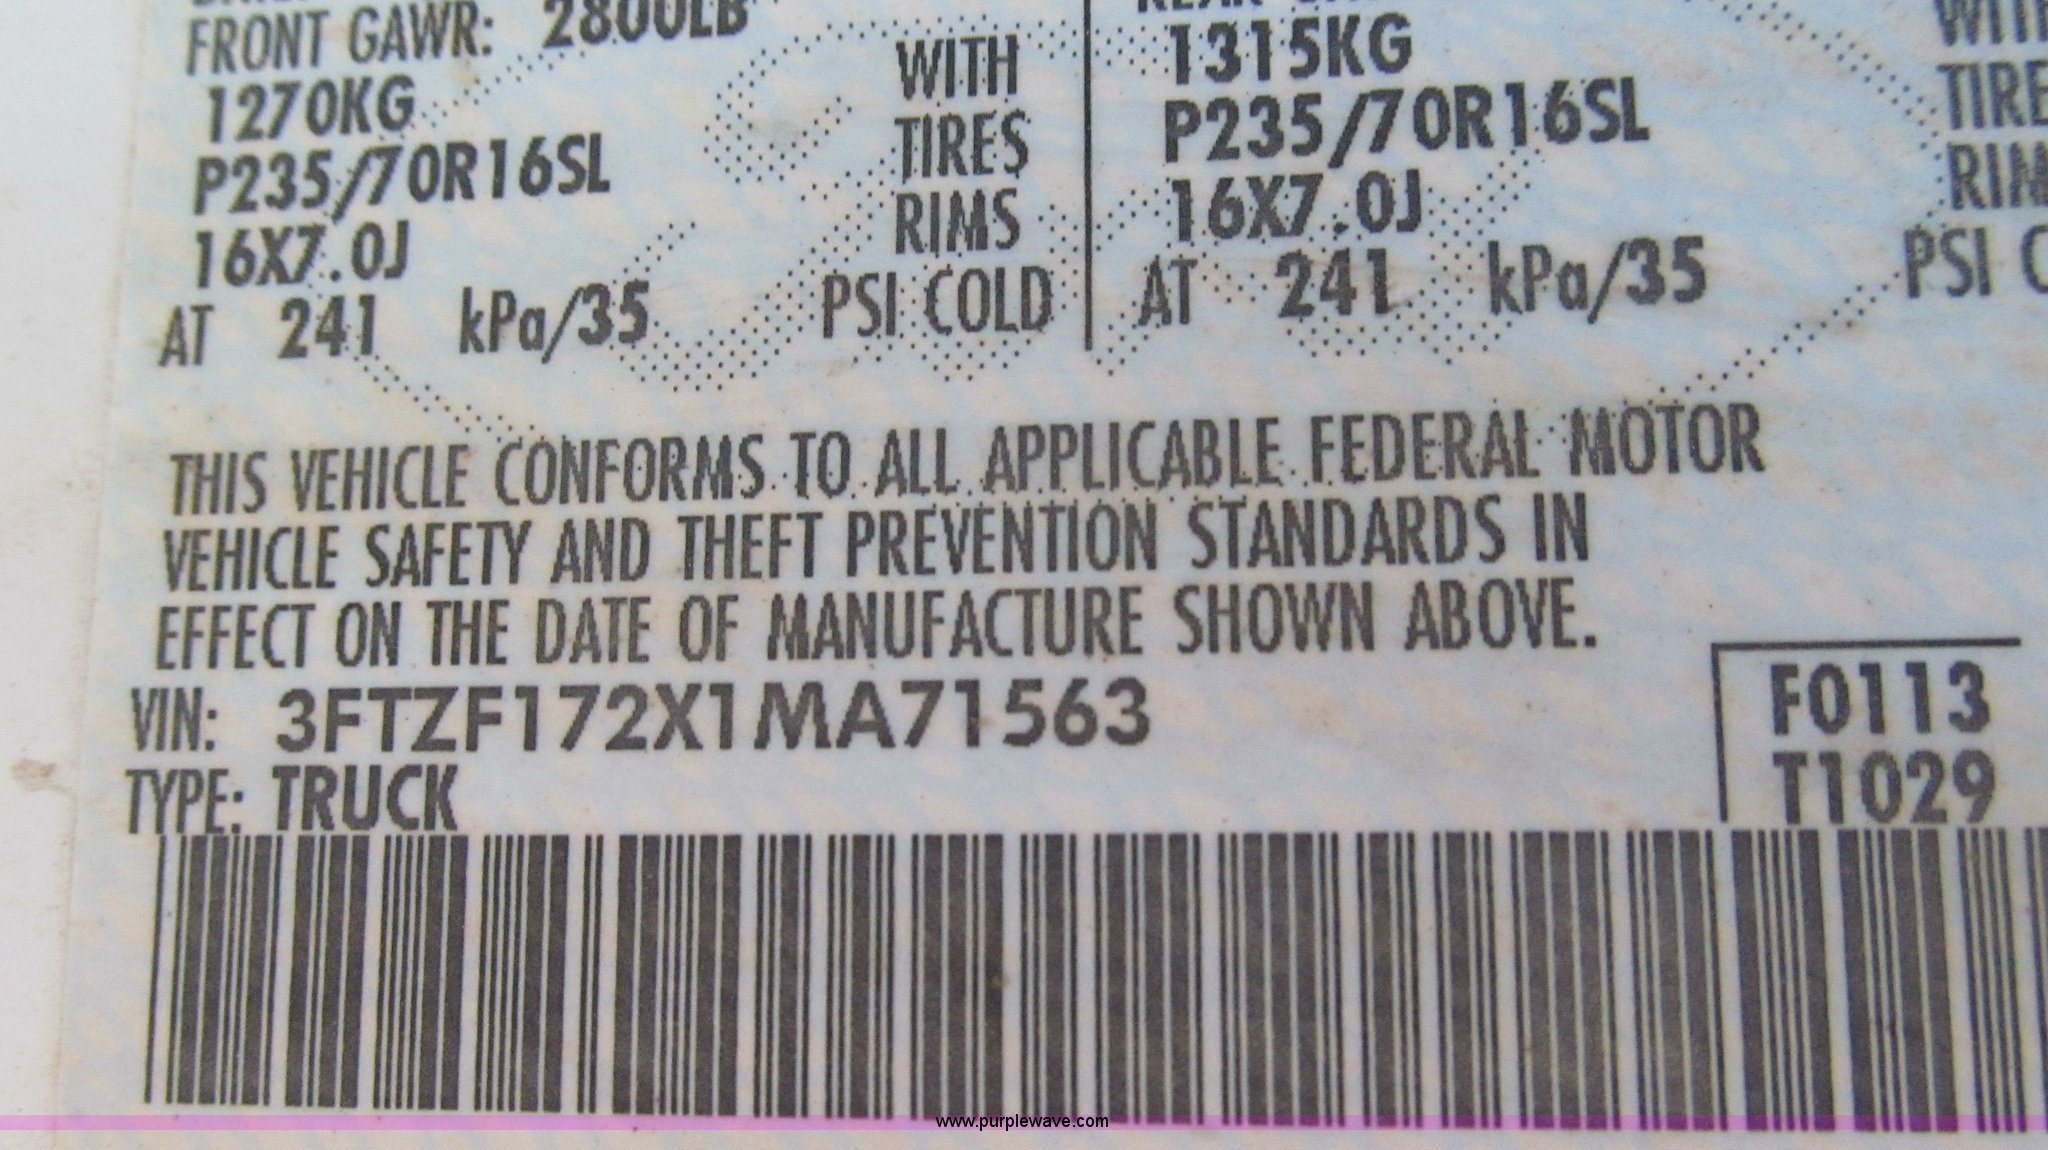 FRONT GAWR: 2800LB
1270KG WITH
P235/70R16SL TIRES
16X7.0J RIMS
AT 241 kPa/35 PSI COLD
1315KG WITH
P235/70R16SL TIRE
16X7.0J RIM
AT 241 kPa/35 PSI C
THIS VEHICLE CONFORMS TO ALL APPLICABLE FEDERAL MOTOR
VEHICLE SAFETY AND THEFT PREVENTION STANDARDS IN
EFFECT ON THE DATE OF MANUFACTURE SHOWN ABOVE.
VIN: 3FTZF172X1MA71563
TYPE: TRUCK
F0113
T1029
www.purplewave.com